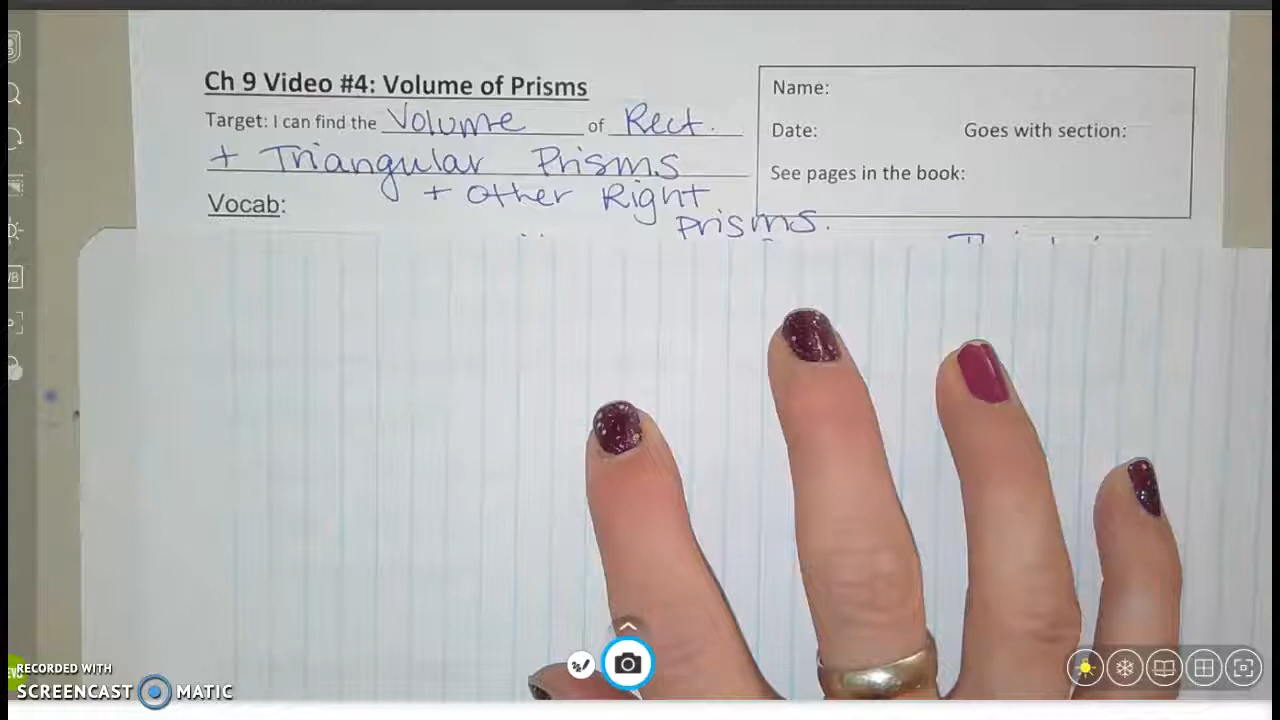 Ch 9 Video #4: Volume of Prisms
Name:
Target: I can find the Volume of Rect.
Date: Goes with section:
+ Triangular Prisms
See pages in the book:
+ other Right
Vocab:
Prisms.
RECORDED WITH
SCREENCAST MATIC